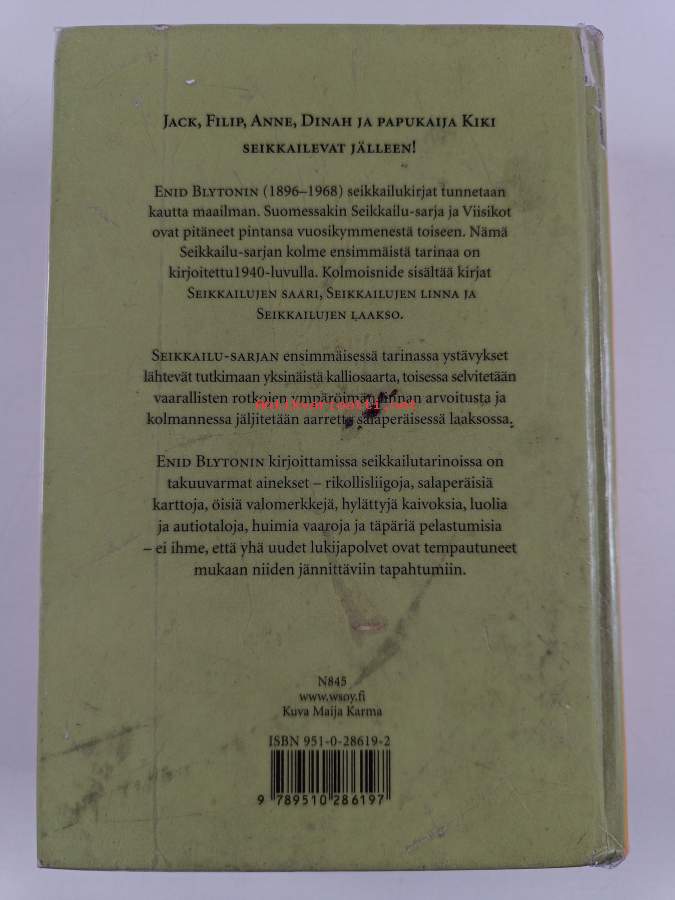 JACK, FILIP, ANNE, DINAH JA PAPUKAIJA KIKI
SEIKKAILEVAT JÄLLEEN!
ENID BLYTONIN (1896–1968) seikkailukirjat tunnetaan
kautta maailman. Suomessakin Seikkailu-sarja ja Viisikot
ovat pitäneet pintansa vuosikymmenestä toiseen. Nämä
Seikkailu-sarjan kolme ensimmäistä tarinaa on
kirjoitettu1940-luvulla. Kolmoisnide sisältää kirjat
SEIKKAILUJEN SAARI, SEIKKAILUJEN LINNA JA
SEIKKAILUJEN LAAKSO.
SEIKKAILU-SARJAN ensimmäisessä tarinassa ystävykset
lähtevät tutkimaan yksinäistä kalliosaarta, toisessa selvitetään
vaarallisten rotkojen ympäröimän linnan arvoitusta ja
antikvariaatti.net
kolmannessa jäljitetään aarretta salaperäisessä laaksossa.
ENID BLYTONIN kirjoittamissa seikkailutarinoissa on
takuuvarmat ainekset – rikollisliigoja, salaperäisiä
karttoja, öisiä valomerkkejä, hylättyjä kaivoksia, luolia
ja autiotaloja, huimia vaaroja ja täpäriä pelastumisia
– ei ihme, että yhä uudet lukijapolvet ovat tempautuneet
mukaan niiden jännittäviin tapahtumiin.
N845
www.wsoy.fi
Kuva Maija Karma
ISBN 951-0-28619-2
9 789510 286197